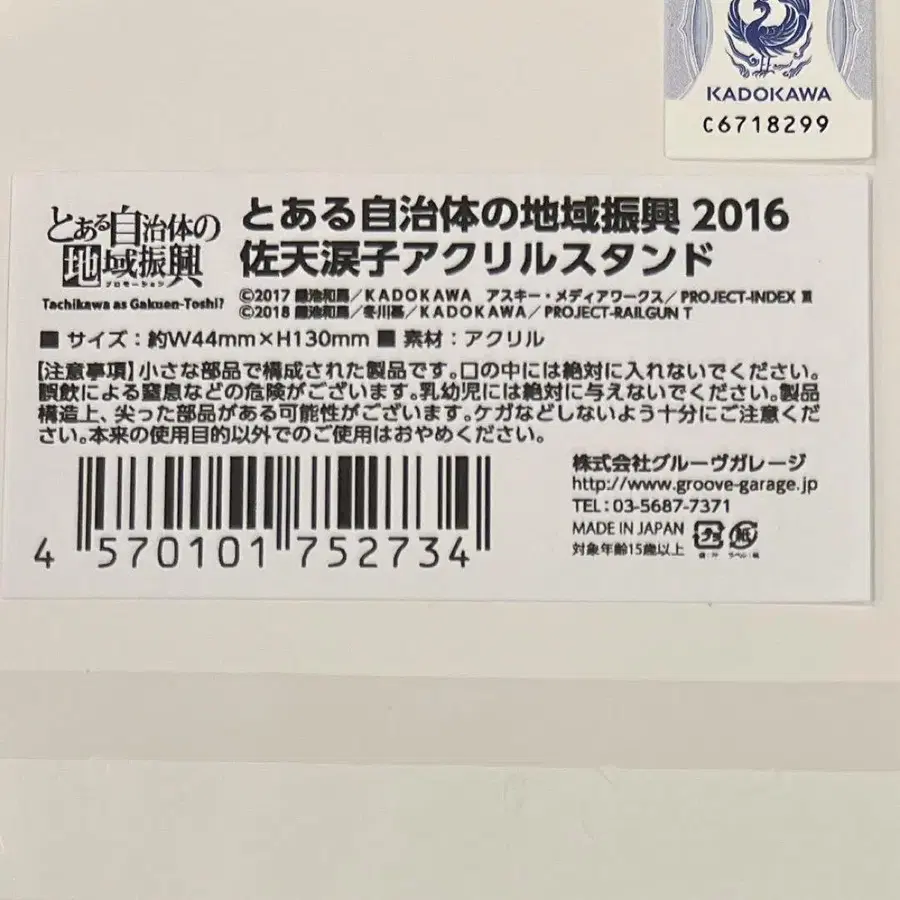 KADOKAWA
C6718299
とある自治体の
地域振興
プロモーション
Tachikawa as Gakuen-Toshi?
とある自治体の地域振興 2016
佐天涙子アクリルスタンド
©2017 鎌池和馬/KADOKAWA アスキー・メディアワークス/PROJECT-INDEX Ⅲ
©2018 鎌池和馬/冬川基/KADOKAWA/PROJECT-RAILGUN T
■ サイズ:約W44mm×H130mm ■ 素材:アクリル
【注意事項】小さな部品で構成された製品です。口の中には絶対に入れないでください。
誤飲による窒息などの危険がございます。乳幼児には絶対に与えないでください。製品
構造上、尖った部品がある可能性がございます。ケガなどしないよう十分にご注意くだ
さい。本来の使用目的以外でのご使用はおやめください。
4 570101 752734
株式会社グルーヴガレージ
http://www.groove-garage.jp
TEL:03-5687-7371
MADE IN JAPAN
プラ 紙
対象年齢15歳以上